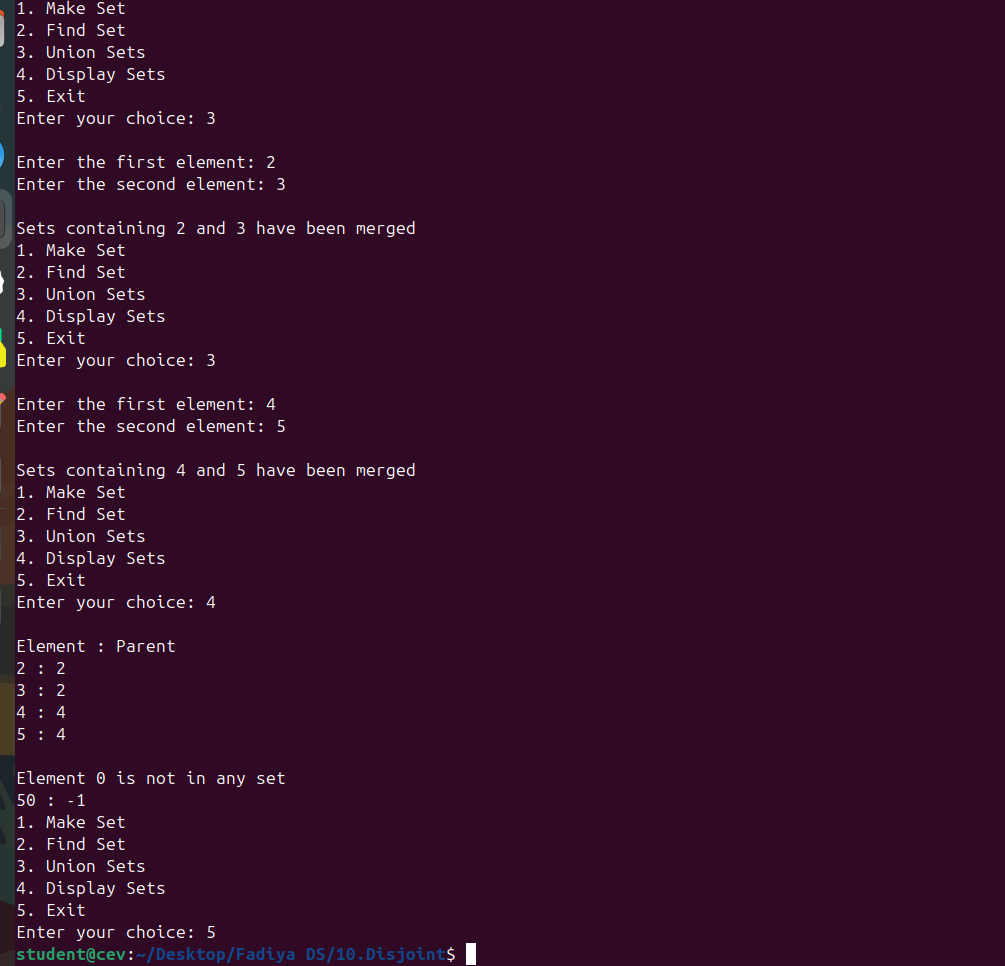 1. Make Set
2. Find Set
3. Union Sets
4. Display Sets
5. Exit
Enter your choice: 3
Enter the first element: 2
Enter the second element: 3
Sets containing 2 and 3 have been merged
1. Make Set
2. Find Set
3. Union Sets
4. Display Sets
5. Exit
Enter your choice: 3
Enter the first element: 4
Enter the second element: 5
Sets containing 4 and 5 have been merged
1. Make Set
2. Find Set
3. Union Sets
4. Display Sets
5. Exit
Enter your choice: 4
Element : Parent
2 : 2
3 : 2
4 : 4
5 : 4
Element 0 is not in any set
50 : -1
1. Make Set
2. Find Set
3. Union Sets
4. Display Sets
5. Exit
Enter your choice: 5
student@cev:~/Desktop/Fadiya DS/10.Disjoint$